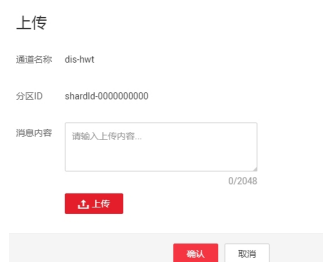 上传
通道名称 dis-hwt
分区ID shardId-0000000000
消息内容 请输入上传内容...
0/2048
上传
确认 取消